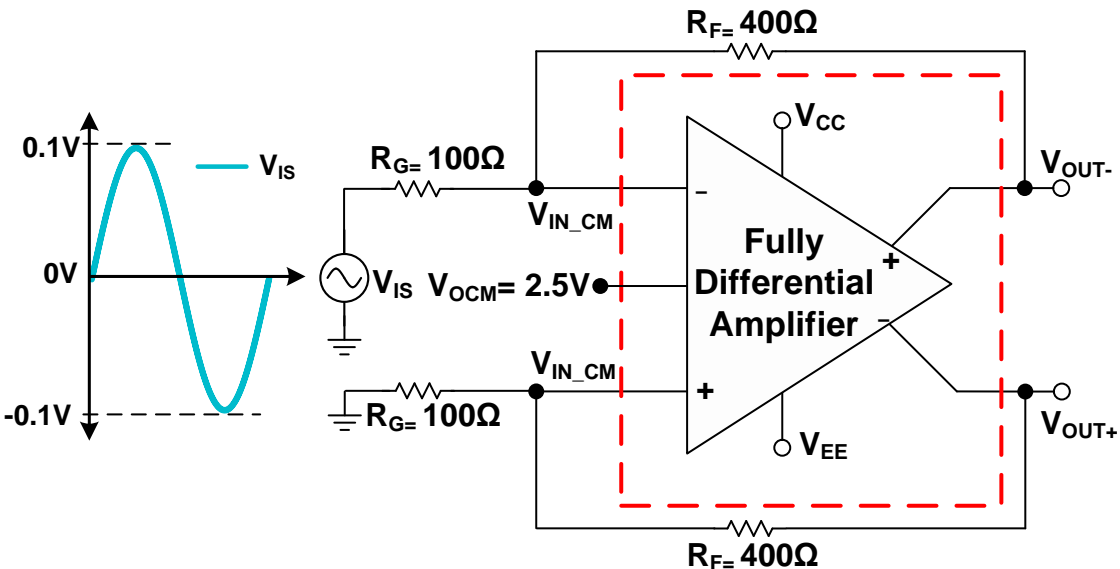 R_F= 400Ω
V_CC
0.1V
V_IS
R_G= 100Ω
V_OUT-
–
V_IN_CM
Fully
Differential
Amplifier
+
–
0V
V_IS
V_OCM= 2.5V
V_IN_CM
+
-0.1V
R_G= 100Ω
V_EE
V_OUT+
R_F= 400Ω